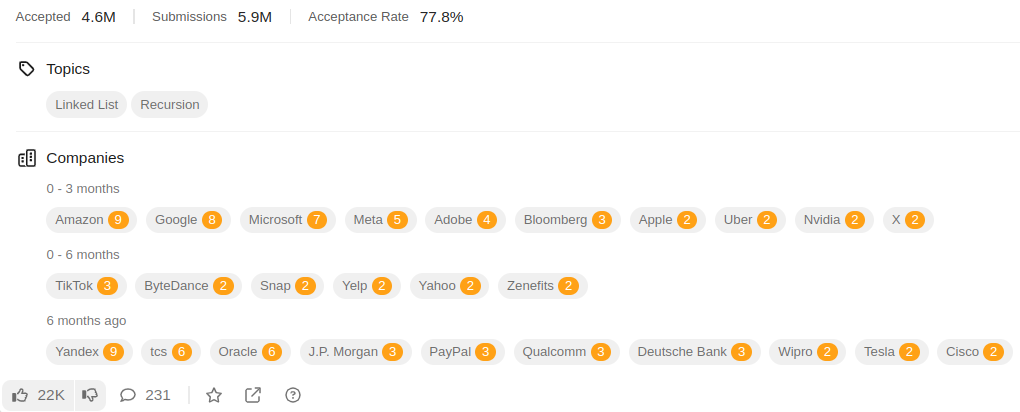 Accepted 4.6M Submissions 5.9M Acceptance Rate 77.8%
Topics
Linked List Recursion
Companies
0 - 3 months
Amazon 9 Google 8 Microsoft 7 Meta 5 Adobe 4 Bloomberg 3 Apple 2 Uber 2 Nvidia 2 X 2
0 - 6 months
TikTok 3 ByteDance 2 Snap 2 Yelp 2 Yahoo 2 Zenefits 2
6 months ago
Yandex 9 tcs 6 Oracle 6 J.P. Morgan 3 PayPal 3 Qualcomm 3 Deutsche Bank 3 Wipro 2 Tesla 2 Cisco 2
22K 231